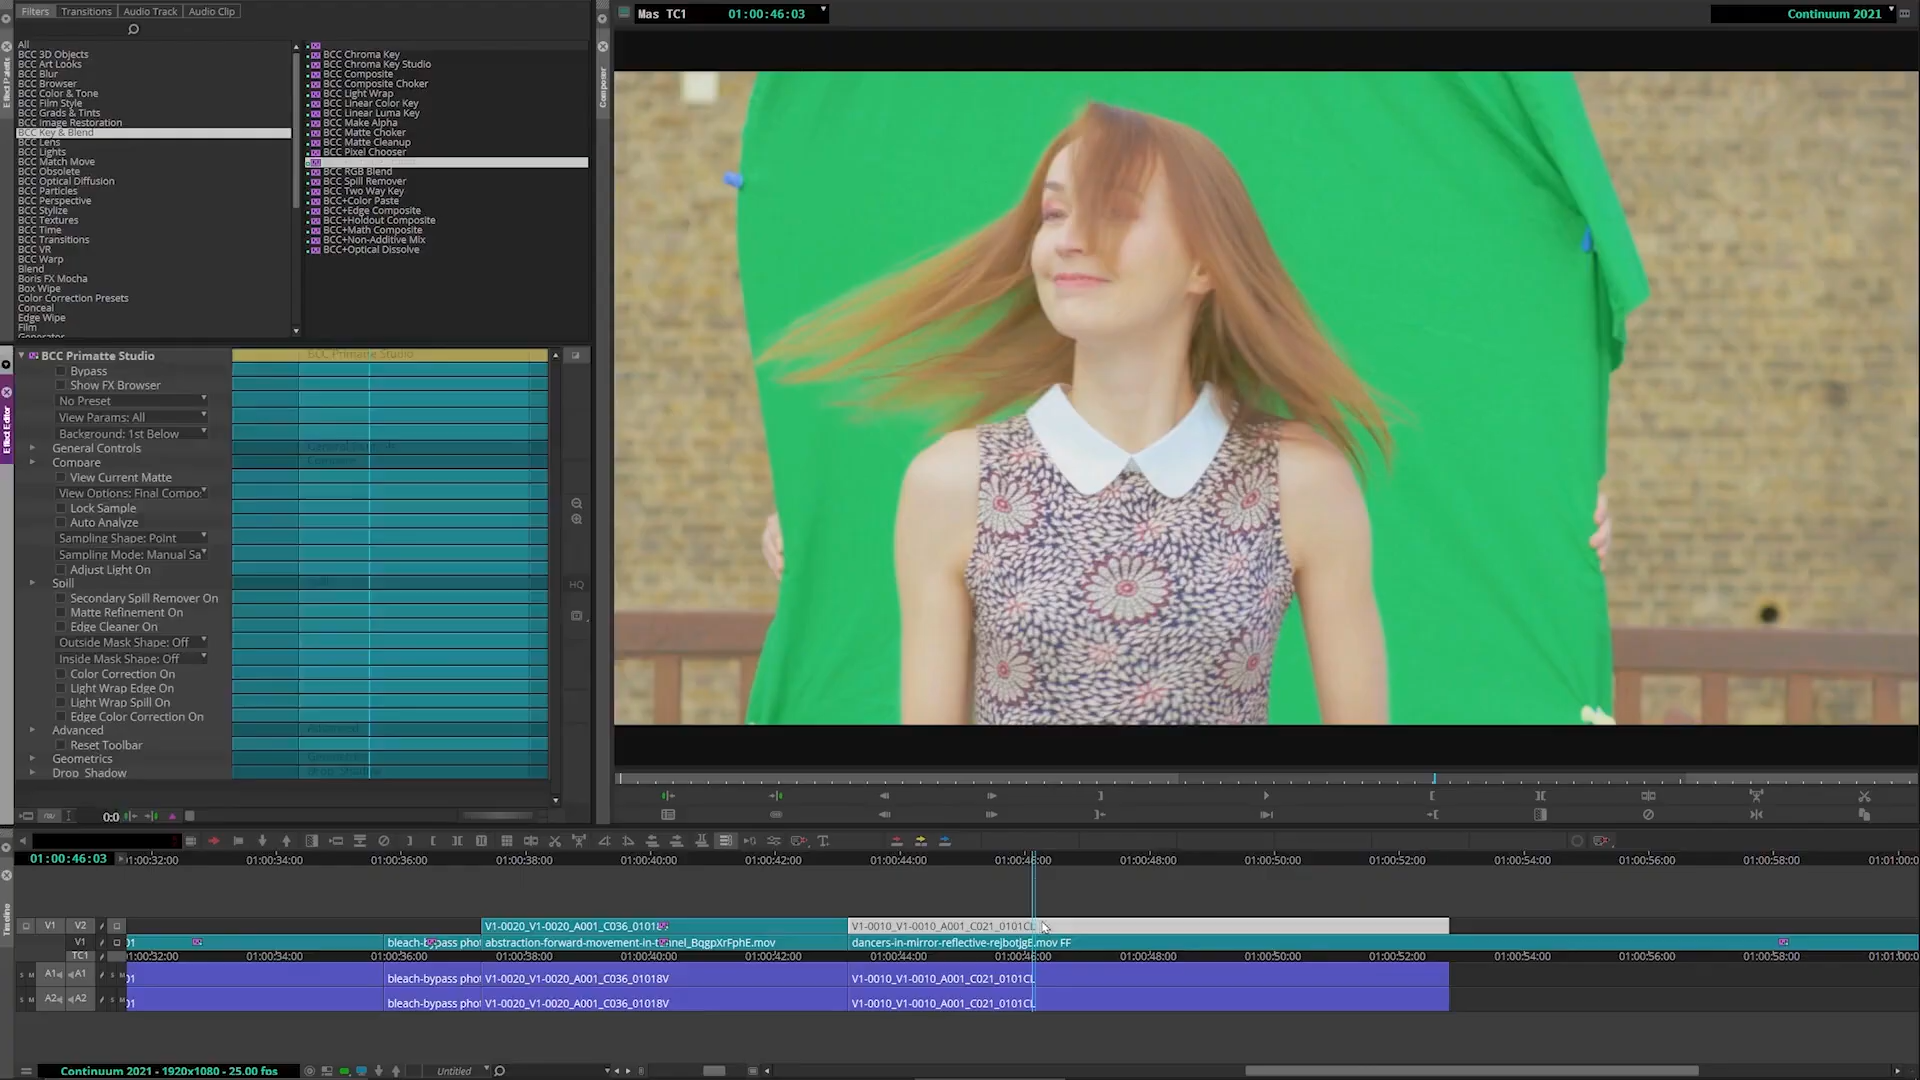 Filters Transitions Audio Track Audio Clip
All
BCC 3D Objects
BCC Art Looks
BCC Blur
BCC Browser
BCC Color & Tone
BCC Film Style
BCC Grads & Tints
BCC Image Restoration
BCC Key & Blend
BCC Lens
BCC Lights
BCC Match Move
BCC Obsolete
BCC Optical Diffusion
BCC Particles
BCC Perspective
BCC Stylize
BCC Textures
BCC Time
BCC Transitions
BCC VR
BCC Warp
Blend
Boris FX Mocha
Box Wipe
Color Correction Presets
Conceal
Edge Wipe
Film
BCC Chroma Key
BCC Chroma Key Studio
BCC Composite
BCC Composite Choker
BCC Light Wrap
BCC Linear Color Key
BCC Linear Luma Key
BCC Make Alpha
BCC Matte Choker
BCC Matte Cleanup
BCC Pixel Chooser
BCC RGB Blend
BCC Spill Remover
BCC Two Way Key
BCC+Color Paste
BCC+Edge Composite
BCC+Holdout Composite
BCC+Math Composite
BCC+Non-Additive Mix
BCC+Optical Dissolve
Effect Palette
Composer
Mas TC1 01:00:46:03
Continuum 2021
Effect Editor
BCC Primatte Studio
BCC Primatte Studio
Bypass
Show FX Browser
No Preset
View Params: All
Background: 1st Below
General Controls
Compare
Compare
View Current Matte
View Options: Final Compo
Lock Sample
Auto Analyze
Sampling Shape: Point
Sampling Mode: Manual Sa
Adjust Light On
Spill
Spill
Secondary Spill Remover On
Matte Refinement On
Edge Cleaner On
Outside Mask Shape: Off
Inside Mask Shape: Off
Color Correction On
Light Wrap Edge On
Light Wrap Spill On
Edge Color Correction On
Advanced
Advanced
Reset Toolbar
Geometrics
Drop Shadow
Drop Shadow
HQ
0:0
01:00:46:03
01:00:32:00 01:00:34:00 01:00:36:00 01:00:38:00 01:00:40:00 01:00:42:00 01:00:44:00 01:00:46:00 01:00:48:00 01:00:50:00 01:00:52:00 01:00:54:00 01:00:56:00 01:00:58:00 01:01:00:0
Timeline
V1 V2 V1-0020_V1-0020_A001_C036_01018 V1-0010_V1-0010_A001_C021_0101CL
V1 01 bleach-bypass phot abstraction-forward-movement-in-tunnel_BqgpXrFphE.mov dancers-in-mirror-reflective-rejbotjgE.mov FF
TC1 01:00:32:00 01:00:34:00 01:00:36:00 01:00:38:00 01:00:40:00 01:00:42:00 01:00:44:00 01:00:46:00 01:00:48:00 01:00:50:00 01:00:52:00 01:00:54:00 01:00:56:00 01:00:58:00 01:01:00:0
S M A1 A1 S M 01 bleach-bypass phot V1-0020_V1-0020_A001_C036_01018V V1-0010_V1-0010_A001_C021_0101CL
S M A2 A2 S M 01 bleach-bypass phot V1-0020_V1-0020_A001_C036_01018V V1-0010_V1-0010_A001_C021_0101CL
Continuum 2021 - 1920x1080 - 25.00 fps Untitled